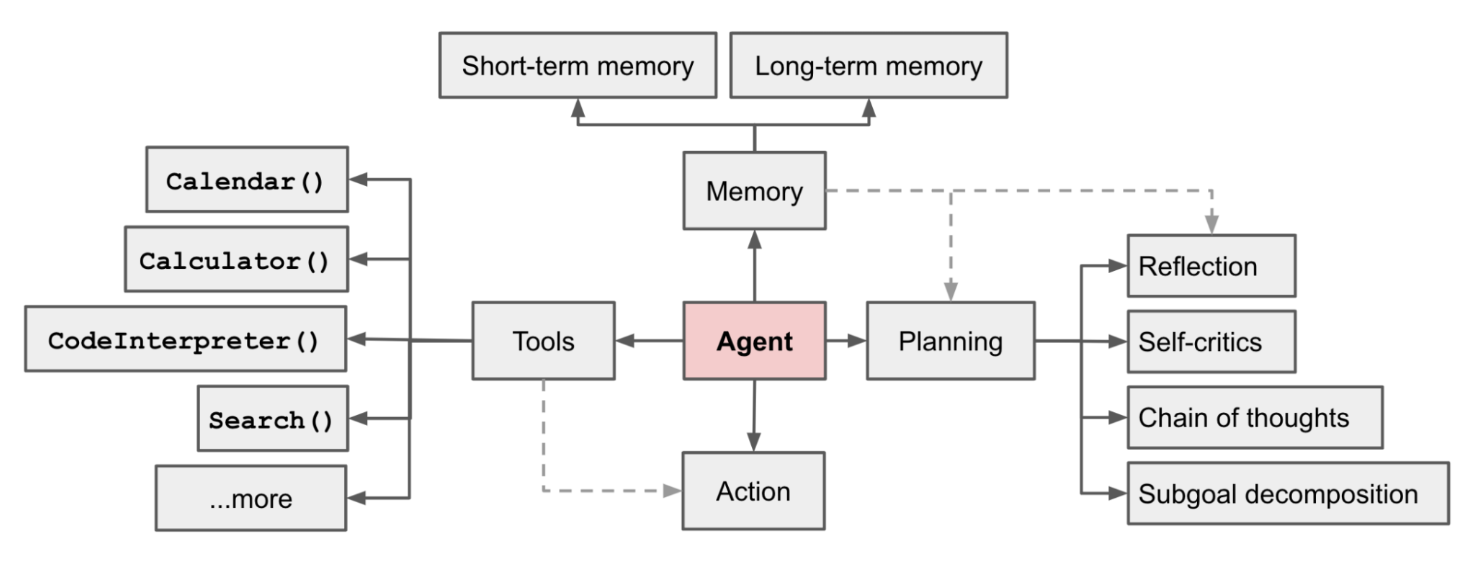 Short-term memory
Long-term memory
Calendar()
Memory
Calculator()
Reflection
CodeInterpreter()
Tools
Agent
Planning
Self-critics
Search()
Chain of thoughts
...more
Action
Subgoal decomposition